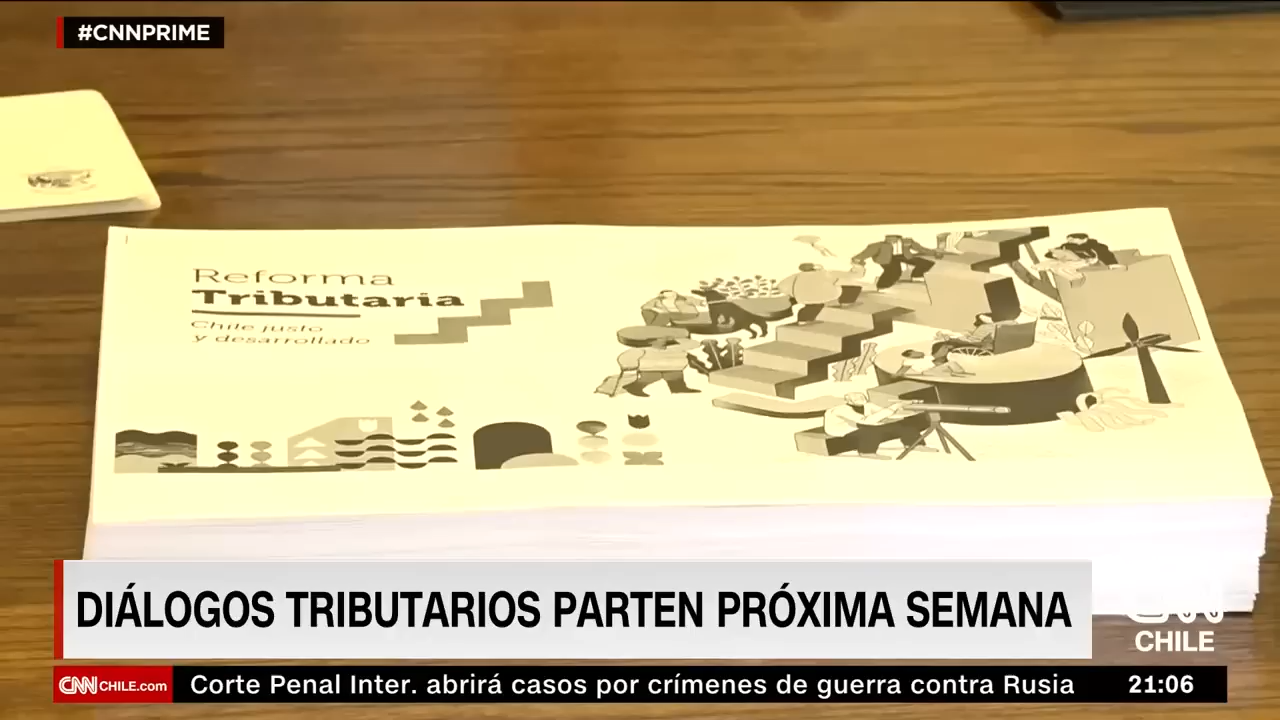 #CNNPRIME
Reforma
Tributaria
Chile justo
y desarrollado
DIÁLOGOS TRIBUTARIOS PARTEN PRÓXIMA SEMANA
CNN
CHILE
CNNCHILE.com Corte Penal Inter. abrirá casos por crímenes de guerra contra Rusia 21:06